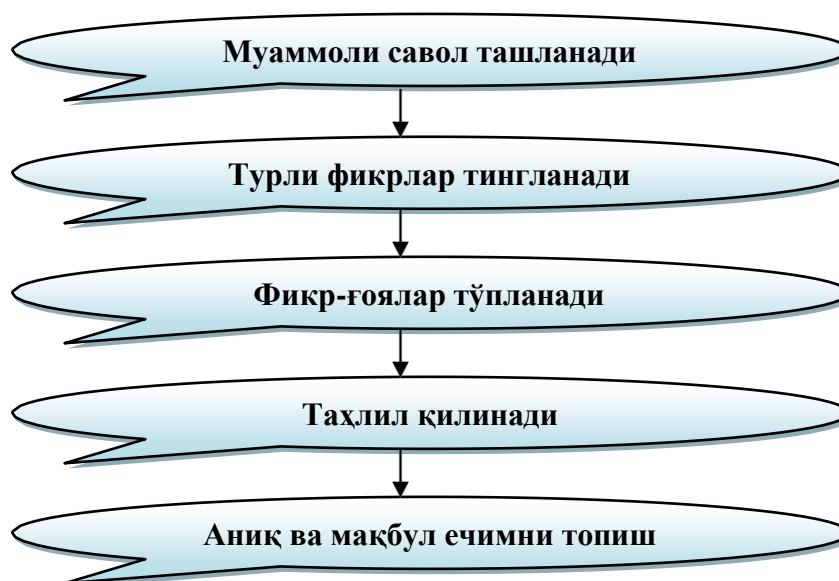 Муаммоли савол ташланади
Турли фикрлар тингланади
Фикр-ғоялар тўпланади
Таҳлил қилинади
Аниқ ва мақбул ечимни топиш